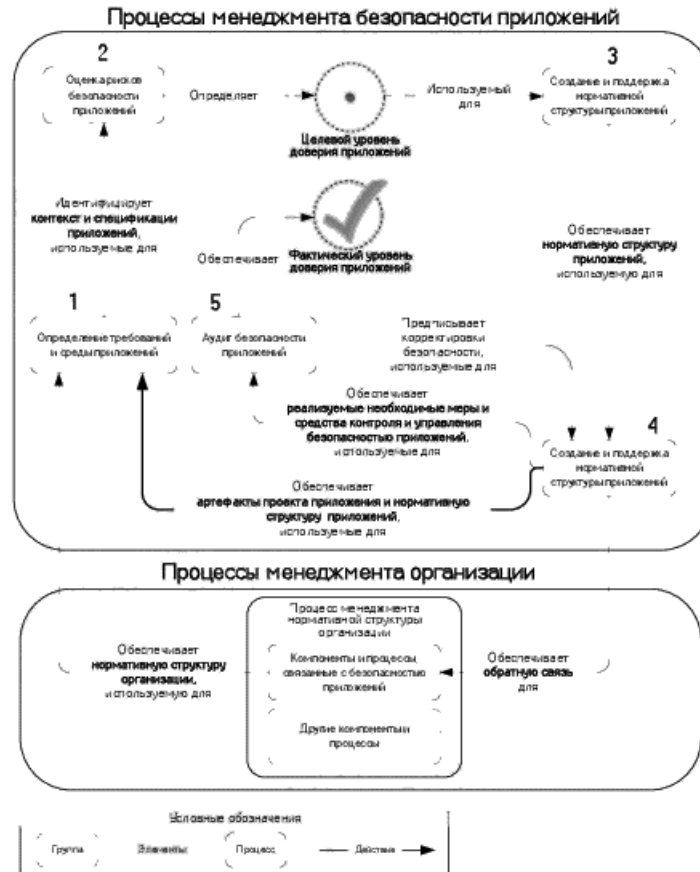 Процессы менеджмента безопасности приложений
2
Оценка рисков
безопасности
приложений
Определяет
Целевой уровень
доверия приложений
Используемый
для
3
Создание и поддержка
нормативной
структуры приложений
Идентифицирует
контекст и спецификации
приложений,
используемые для
Обеспечивает
Фактический уровень
доверия приложений
Обеспечивает
нормативную структуру
приложений,
используемую для
1
Определение требований
и среды приложений
5
Аудит безопасности
приложений
Предписывает
корректировки
безопасности,
используемые для
Обеспечивает
реализуемые необходимые меры и
средства контроля и управления
безопасностью приложений,
используемые для
4
Создание и поддержка
нормативной
структуры приложений
Обеспечивает
артефакты проекта приложения и нормативную
структуру приложений,
используемые для
Процессы менеджмента организации
Обеспечивает
нормативную структуру
организации,
используемую для
Процесс менеджмента
нормативной структуры
организации
Компоненты и процессы,
связанные с безопасностью
приложений
Другие компоненты и
процессы
Обеспечивает
обратную связь
для
Условные обозначения
Группа
Элементы
Процесс
Действие